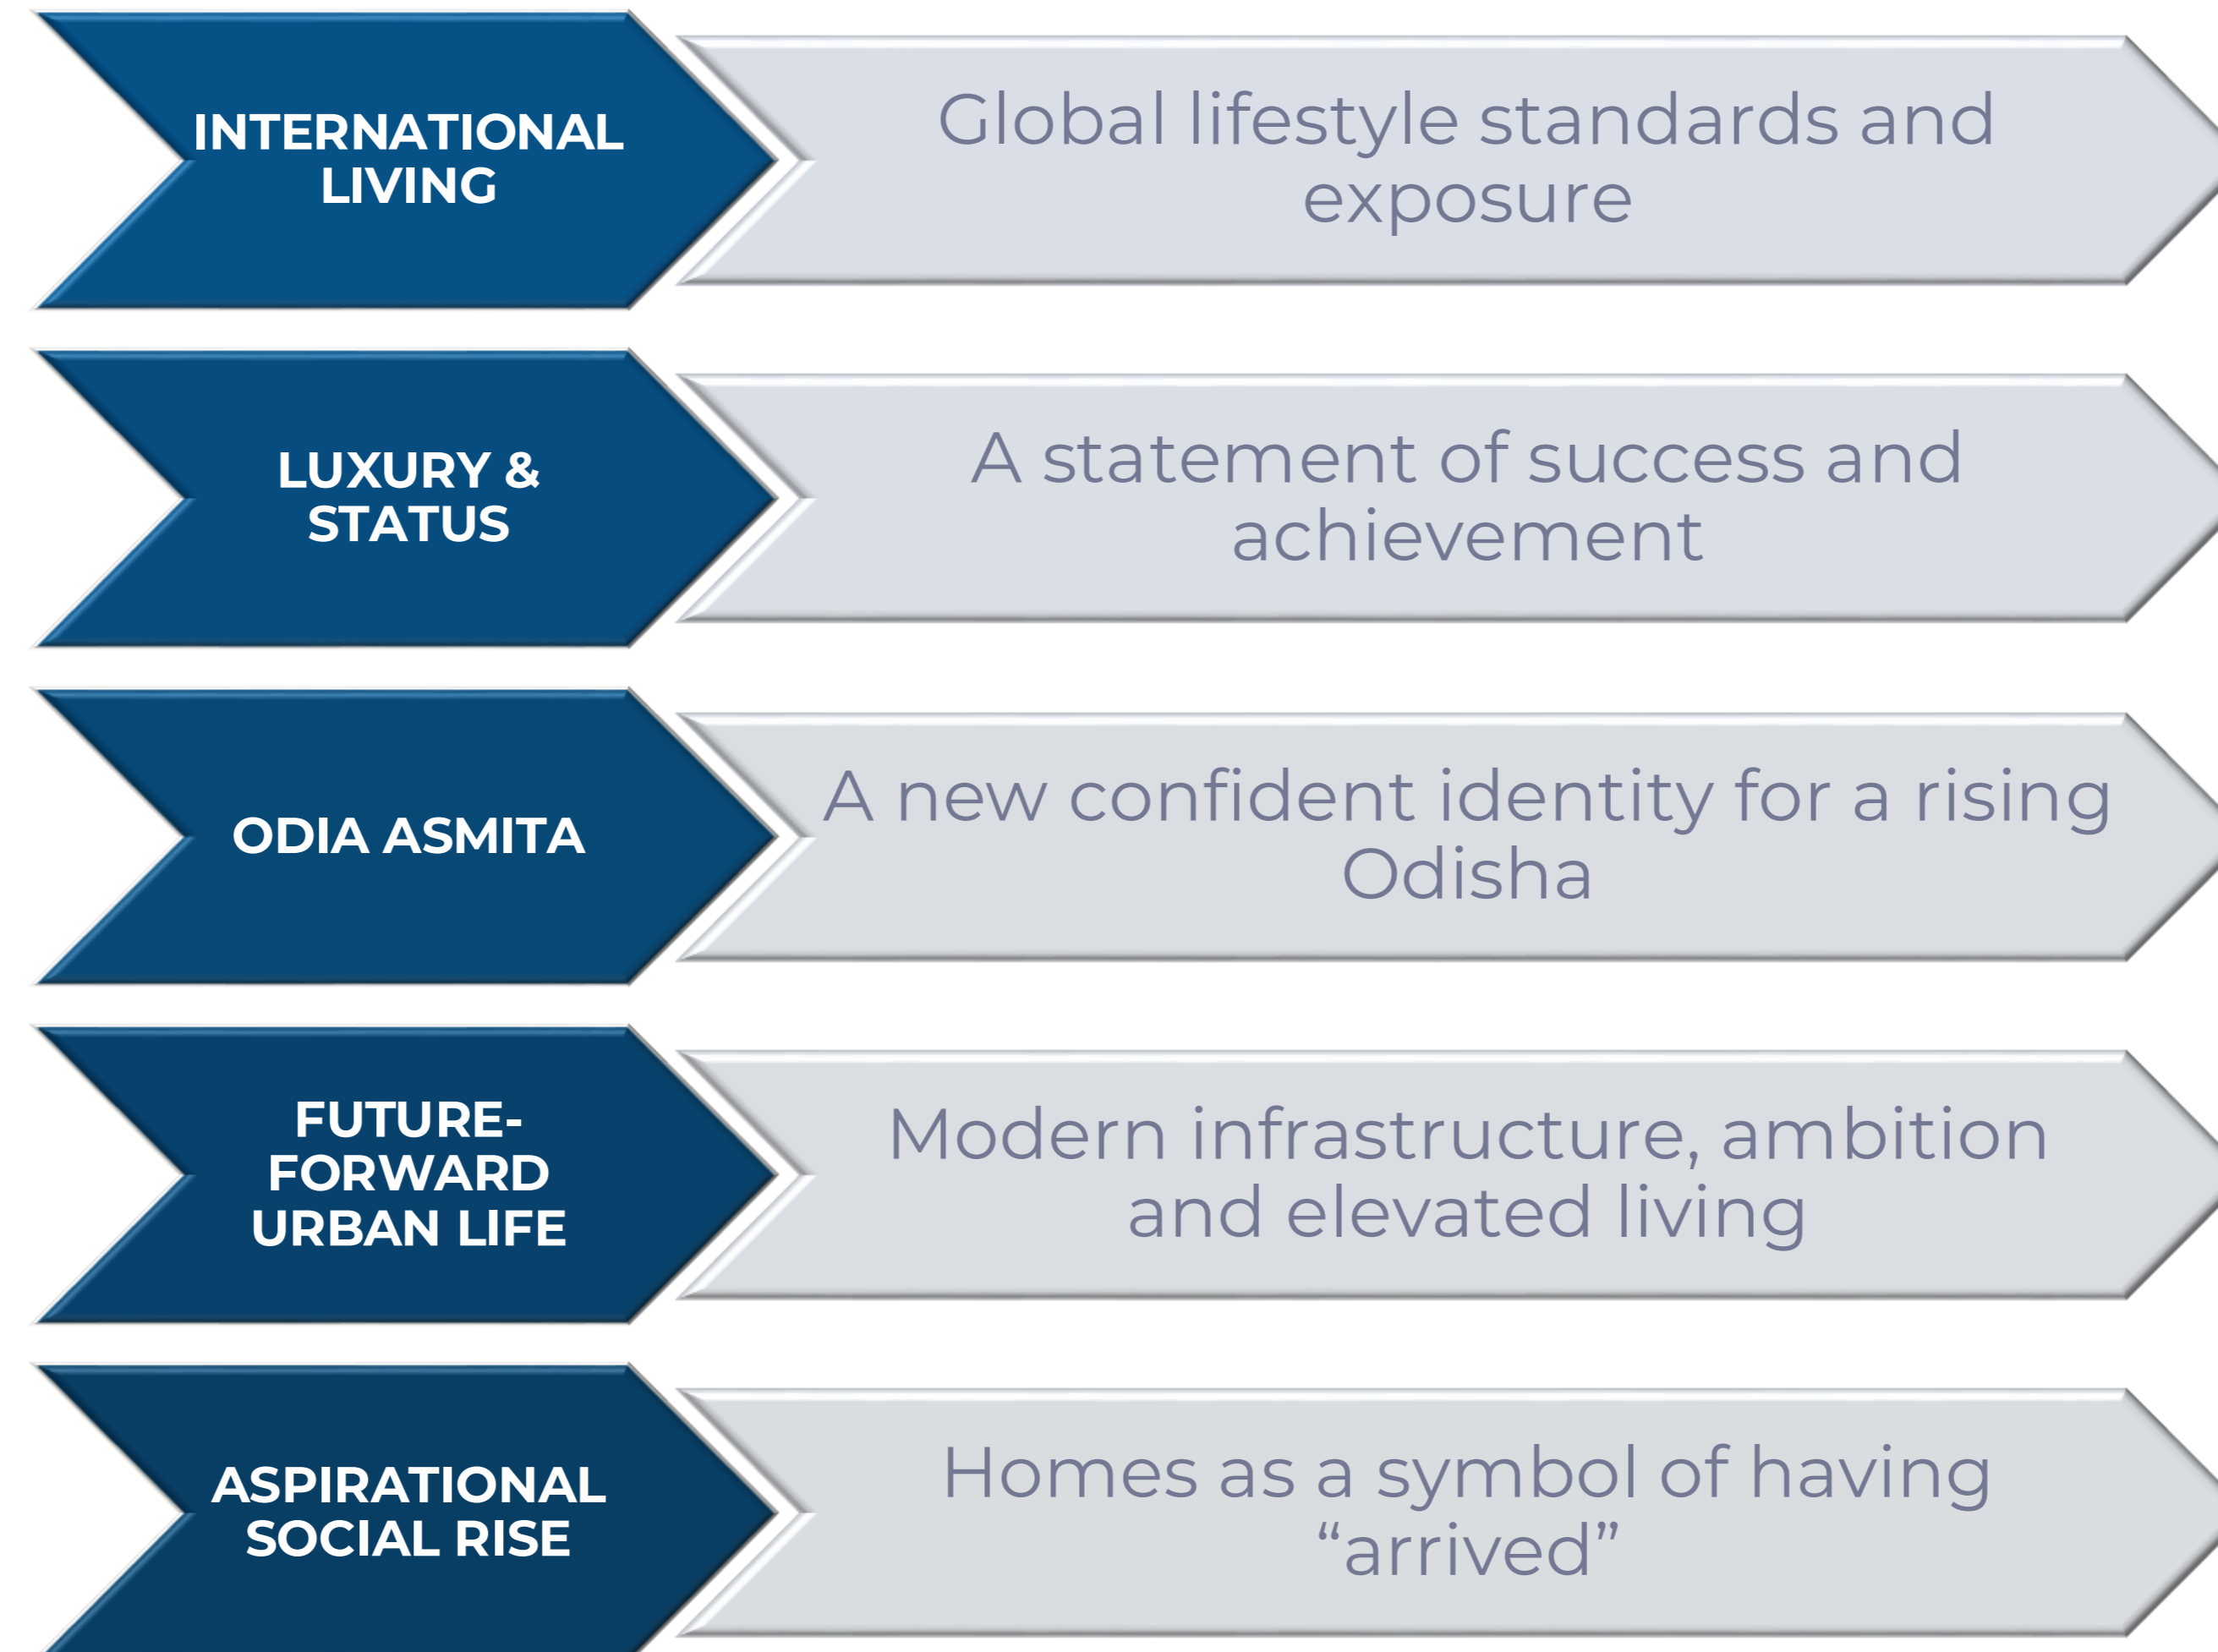 INTERNATIONAL
LIVING
Global lifestyle standards and
exposure
LUXURY &
STATUS
A statement of success and
achievement
ODIA ASMITA
A new confident identity for a rising
Odisha
FUTURE-
FORWARD
URBAN LIFE
Modern infrastructure, ambition
and elevated living
ASPIRATIONAL
SOCIAL RISE
Homes as a symbol of having
“arrived”